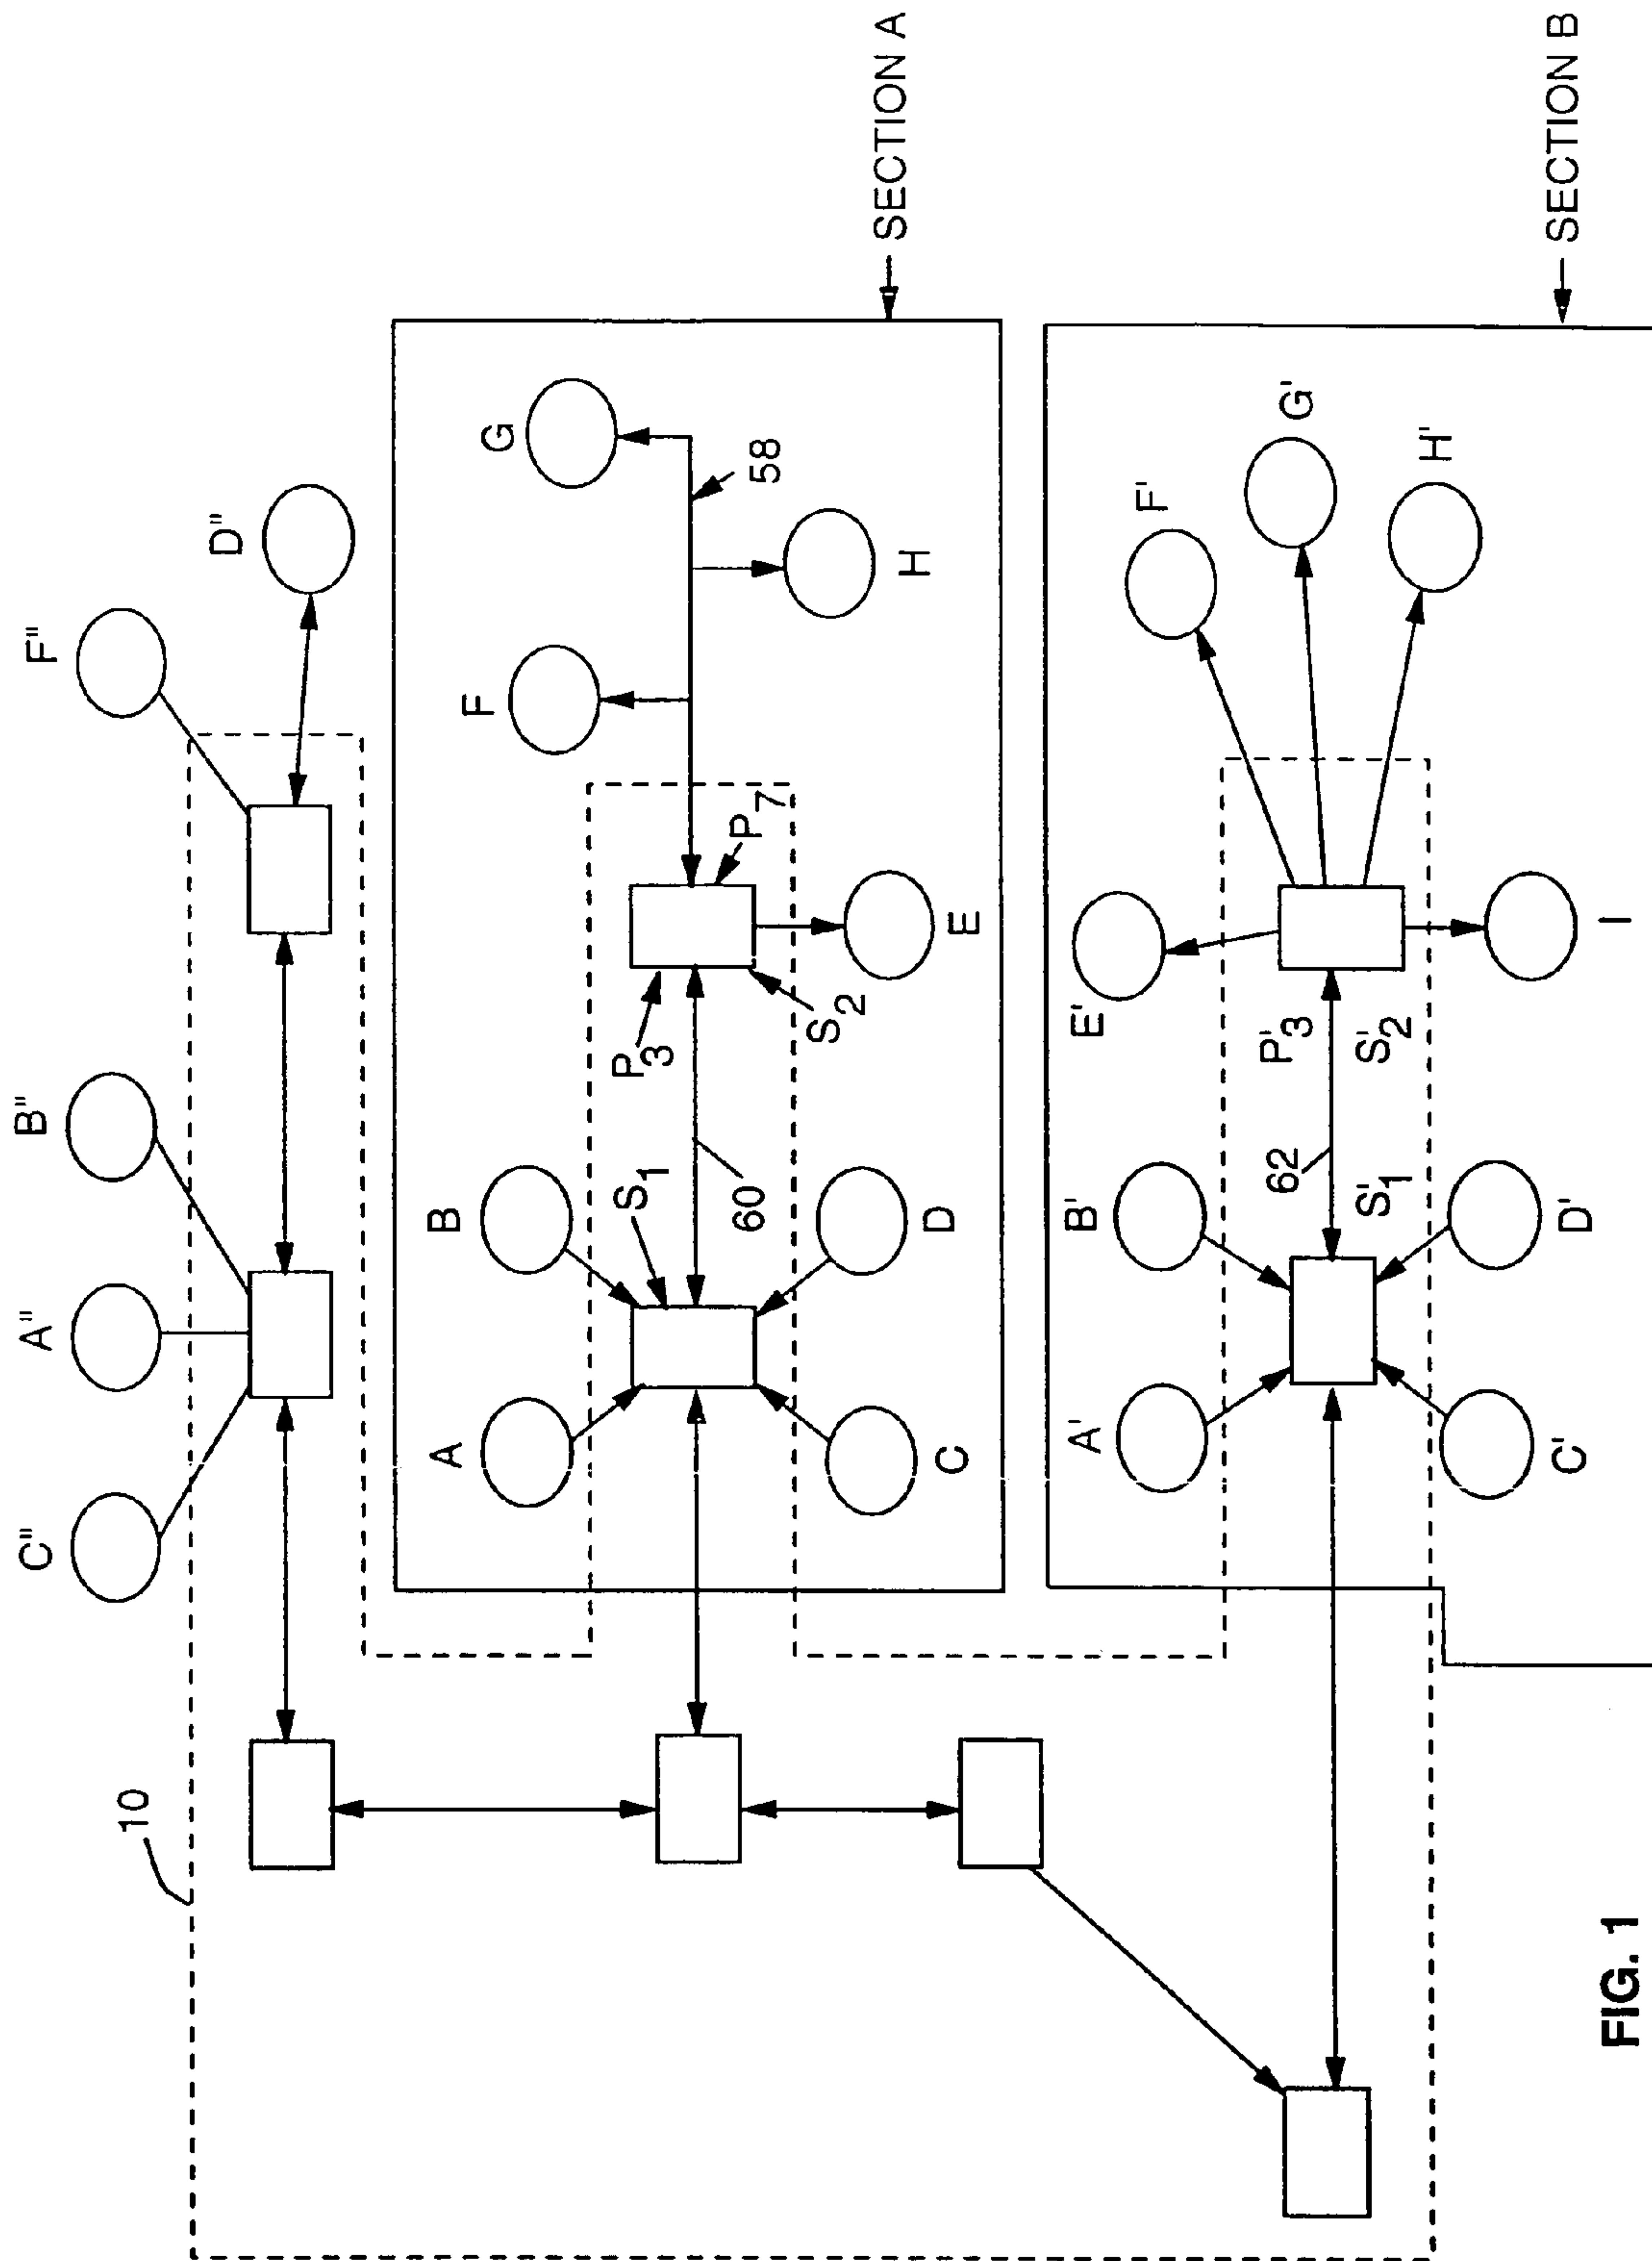 C" A" B" F"
10
D"
A B F G
S1 P3
60 P7 58
S2
SECTION A
H
C D E
A' B' E'
F'
62 P'3 G'
S'1 S'2
H'
SECTION B
C' D'
I
FIG. 1